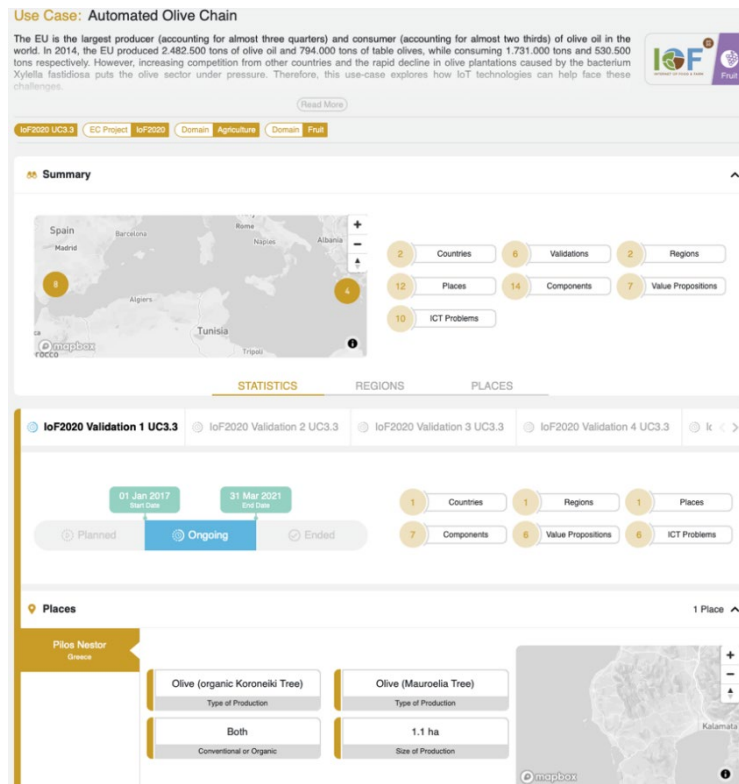 Use Case: Automated Olive Chain
The EU is the largest producer (accounting for almost three quarters) and consumer (accounting for almost two thirds) of olive oil in the
world. In 2014, the EU produced 2.482.500 tons of olive oil and 794.000 tons of table olives, while consuming 1.731.000 tons and 530.500
tons respectively. However, increasing competition from other countries and the rapid decline in olive plantations caused by the bacterium
Xylella fastidiosa puts the olive sector under pressure. Therefore, this use-case explores how IoT technologies can help face these
challenges.
IOF
INTERNET OF FOOD & FARM
Fruit
Read More
IoF2020 UC3.3
EC Project IoF2020
Domain Agriculture
Domain Fruit
Summary
Spain
Barcelona
Madrid
Rome
Naples
Albania
Algiers
Tunisia
Tripoli
rocco
mapbox
8
4
2 Countries
6 Validations
2 Regions
12 Places
14 Components
7 Value Propositions
10 ICT Problems
STATISTICS
REGIONS
PLACES
IoF2020 Validation 1 UC3.3
IoF2020 Validation 2 UC3.3
IoF2020 Validation 3 UC3.3
IoF2020 Validation 4 UC3.3
01 Jan 2017
Start Date
31 Mar 2021
End Date
Planned
Ongoing
Ended
1 Countries
1 Regions
1 Places
7 Components
6 Value Propositions
6 ICT Problems
Places
1 Place
Pilos Nestor
Greece
Olive (organic Koroneiki Tree)
Type of Production
Olive (Mauroelia Tree)
Type of Production
Both
Conventional or Organic
1.1 ha
Size of Production
Kalamata
mapbox